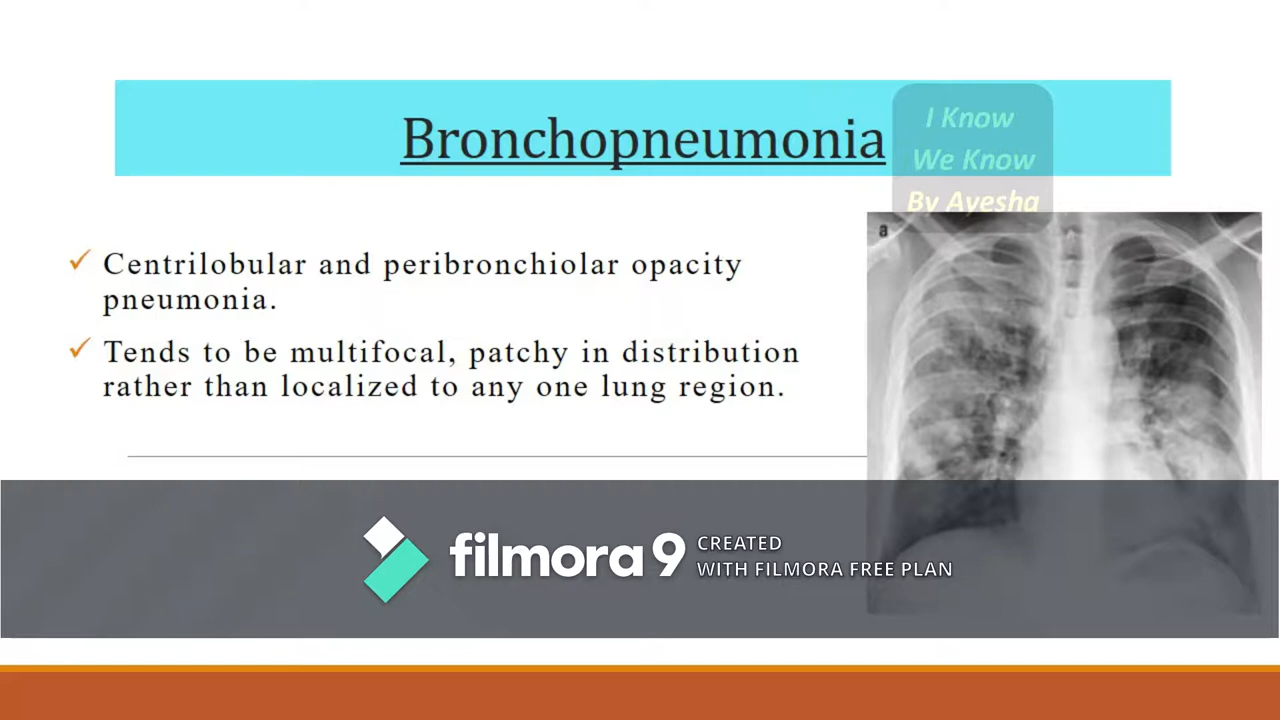 Bronchopneumonia
I Know
We Know
By Ayesha
a
✓ Centrilobular and peribronchiolar opacity
pneumonia.
✓ Tends to be multifocal, patchy in distribution
rather than localized to any one lung region.
filmora 9
CREATED
WITH FILMORA FREE PLAN